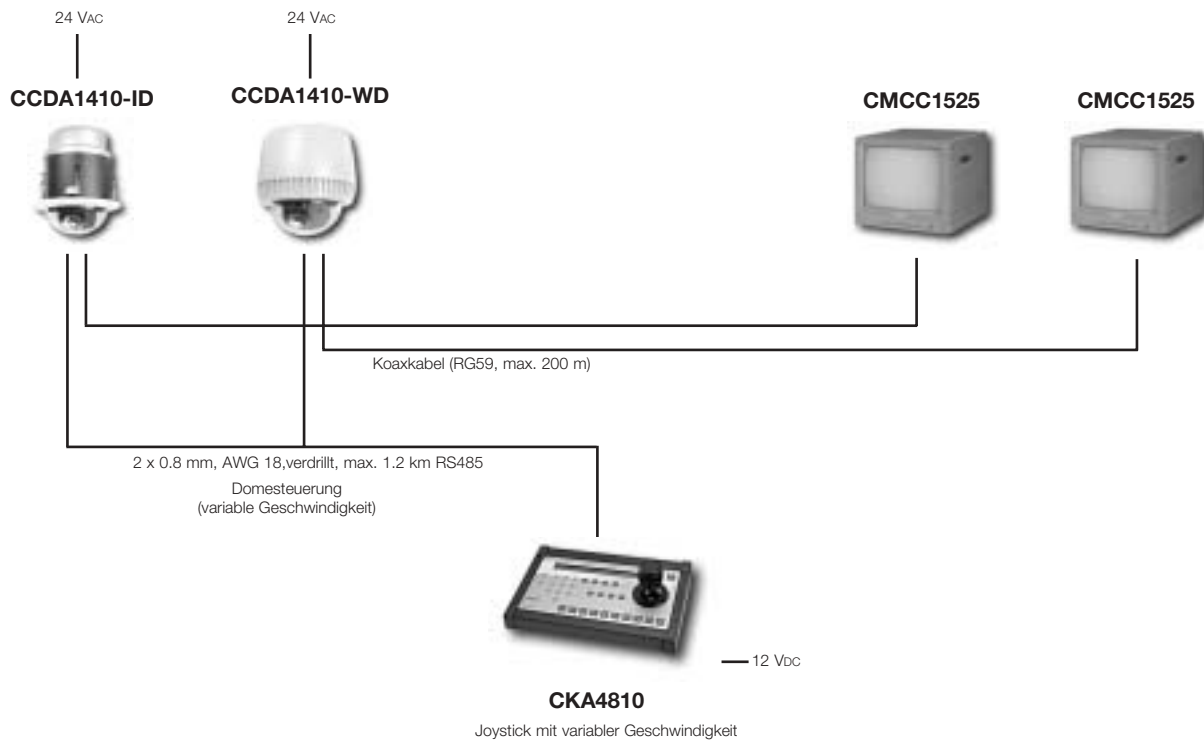 24 VAC
24 VAC
CCDA1410-ID
CCDA1410-WD
CMCC1525
CMCC1525
Koaxkabel (RG59, max. 200 m)
2 x 0.8 mm, AWG 18,verdrillt, max. 1.2 km RS485
Domesteuerung
(variable Geschwindigkeit)
12 VDC
CKA4810
Joystick mit variabler Geschwindigkeit